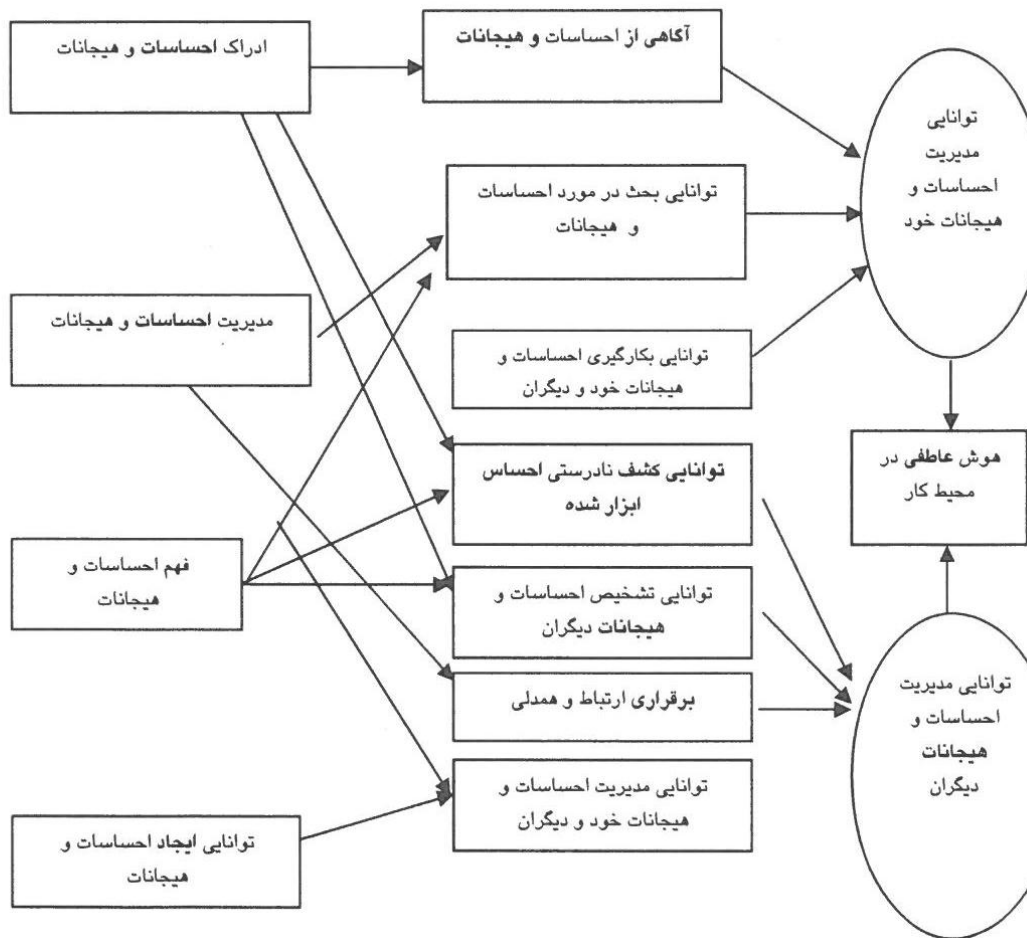 ادراک احساسات و هیجانات
آگاهی از احساسات و هیجانات
توانایی
مدیریت
احساسات و
هیجانات خود
توانایی بحث در مورد احساسات
و هیجانات
مدیریت احساسات و هیجانات
توانایی بکارگیری احساسات و
هیجانات خود و دیگران
هوش عاطفی در
محیط کار
توانایی کشف نادرستی احساس
ابزار شده
فهم احساسات و
هیجانات
توانایی تشخیص احساسات و
هیجانات دیگران
توانایی مدیریت
احساسات و
هیجانات
دیگران
برقراری ارتباط و همدلی
توانایی مدیریت احساسات و
هیجانات خود و دیگران
توانایی ایجاد احساسات و
هیجانات